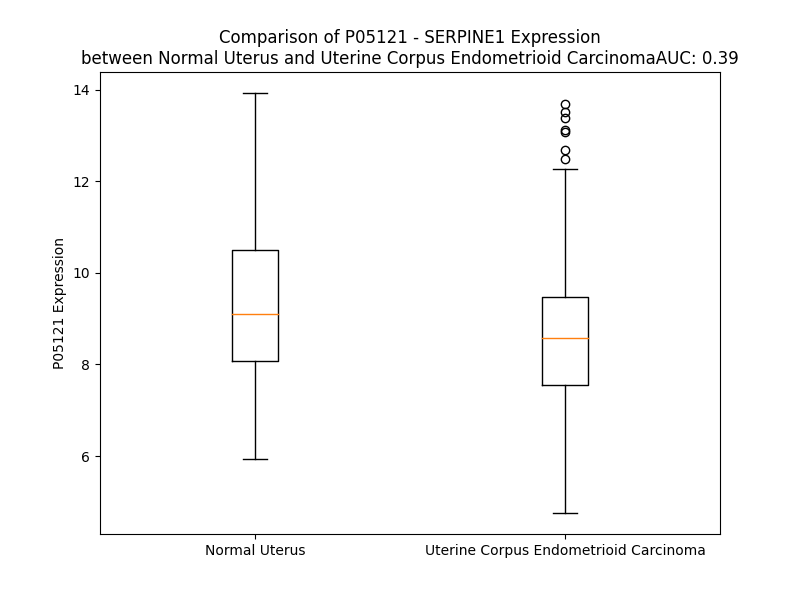 Comparison of P05121 - SERPINE1 Expression
between Normal Uterus and Uterine Corpus Endometrioid CarcinomaAUC: 0.39
14
12
10
8
6
P05121 Expression
Normal Uterus
Uterine Corpus Endometrioid Carcinoma